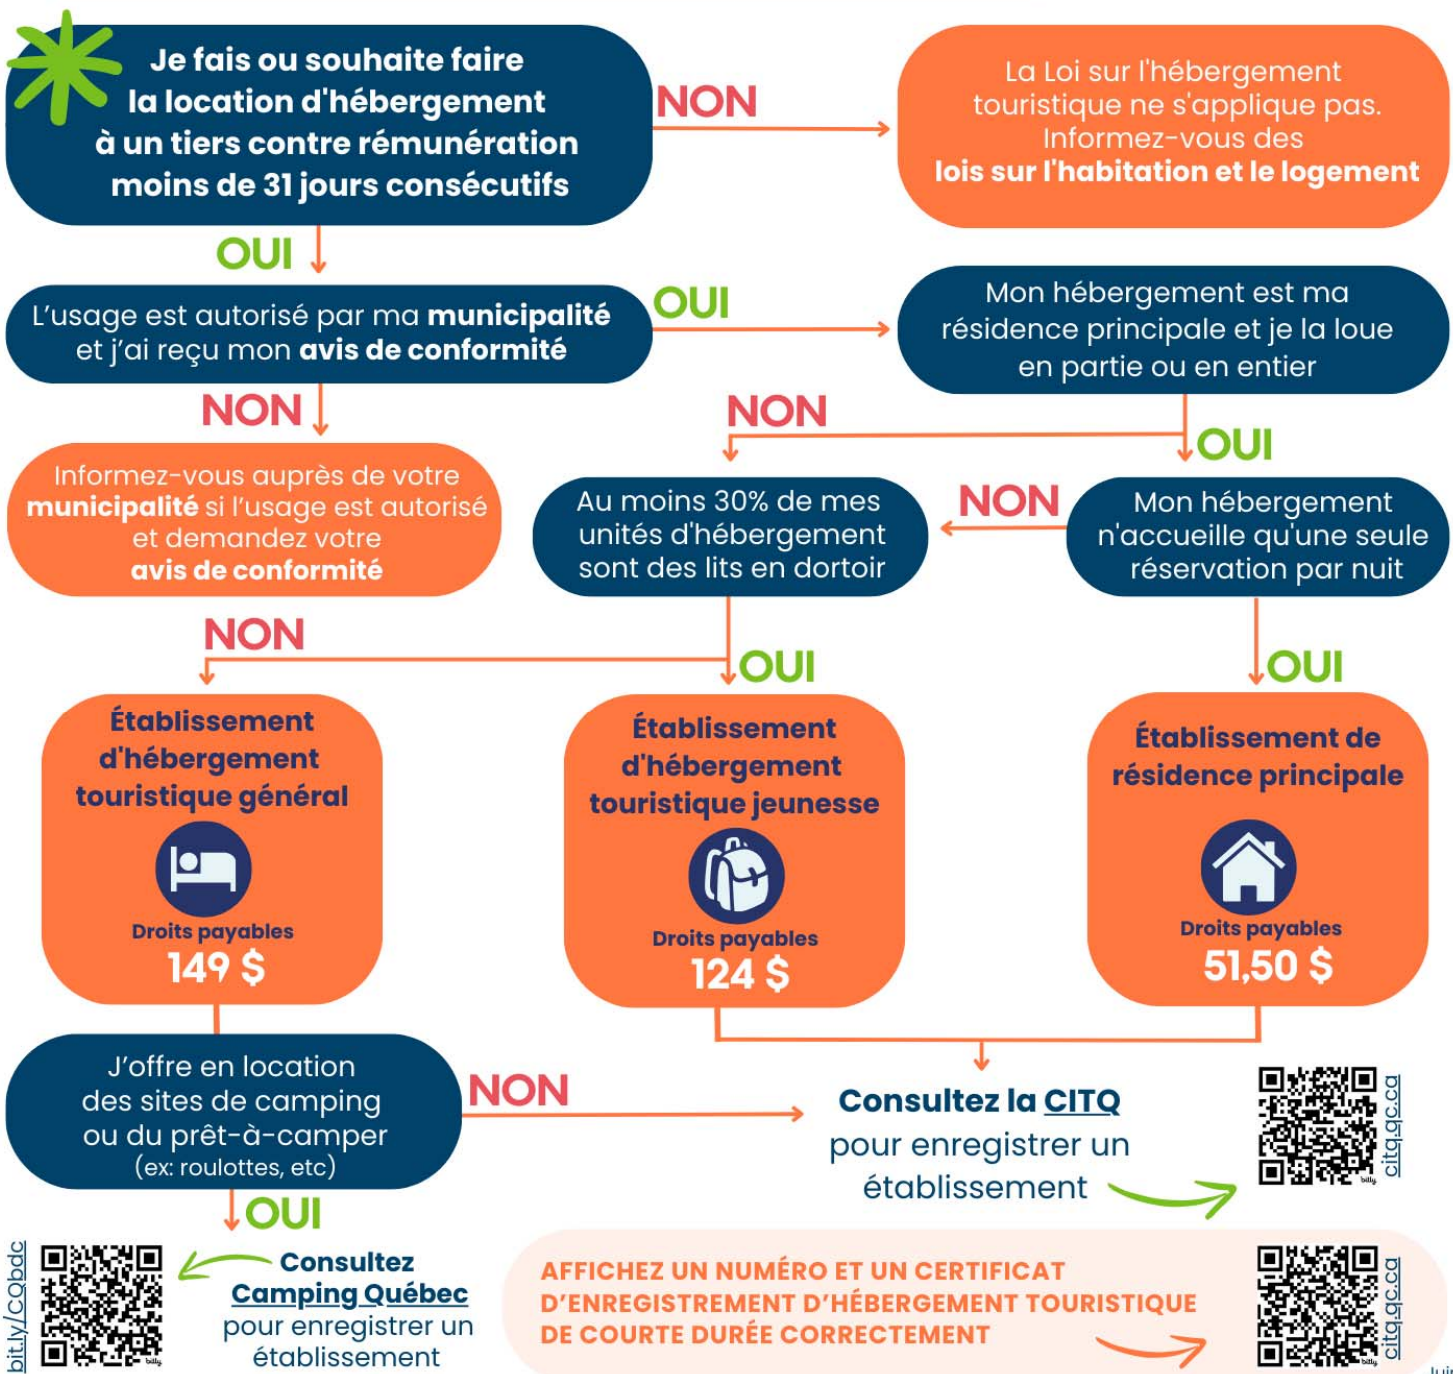 Je fais ou souhaite faire
la location d'hébergement
à un tiers contre rémunération
moins de 31 jours consécutifs
NON
La Loi sur l'hébergement
touristique ne s'applique pas.
Informez-vous des
lois sur l'habitation et le logement
OUI
L'usage est autorisé par ma municipalité
et j'ai reçu mon avis de conformité
OUI
Mon hébergement est ma
résidence principale et je la loue
en partie ou en entier
NON
Informez-vous auprès de votre
municipalité si l'usage est autorisé
et demandez votre
avis de conformité
NON
OUI
Au moins 30% de mes
unités d'hébergement
sont des lits en dortoir
NON
Mon hébergement
n'accueille qu'une seule
réservation par nuit
NON
OUI
OUI
Établissement
d'hébergement
touristique général
Droits payables
149 $
Établissement
d'hébergement
touristique jeunesse
Droits payables
124 $
Établissement de
résidence principale
Droits payables
51,50 $
J'offre en location
des sites de camping
ou du prêt-à-camper
(ex: roulottes, etc)
NON
Consultez la CITQ
pour enregistrer un
établissement
bitly
citq.qc.ca
OUI
bit.ly/CQbdc
bitly
Consultez
Camping Québec
pour enregistrer un
établissement
AFFICHEZ UN NUMÉRO ET UN CERTIFICAT
D'ENREGISTREMENT D'HÉBERGEMENT TOURISTIQUE
DE COURTE DURÉE CORRECTEMENT
bitly
citq.qc.ca